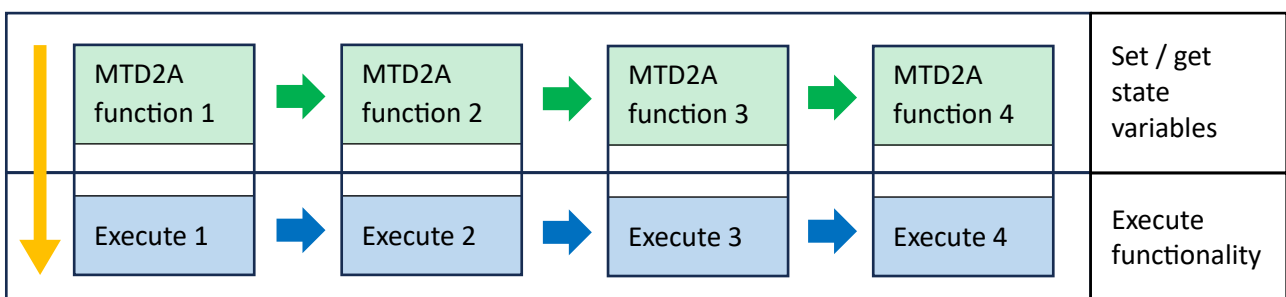 MTD2A
function 1
MTD2A
function 2
MTD2A
function 3
MTD2A
function 4
Set / get
state
variables
Execute 1
Execute 2
Execute 3
Execute 4
Execute
functionality